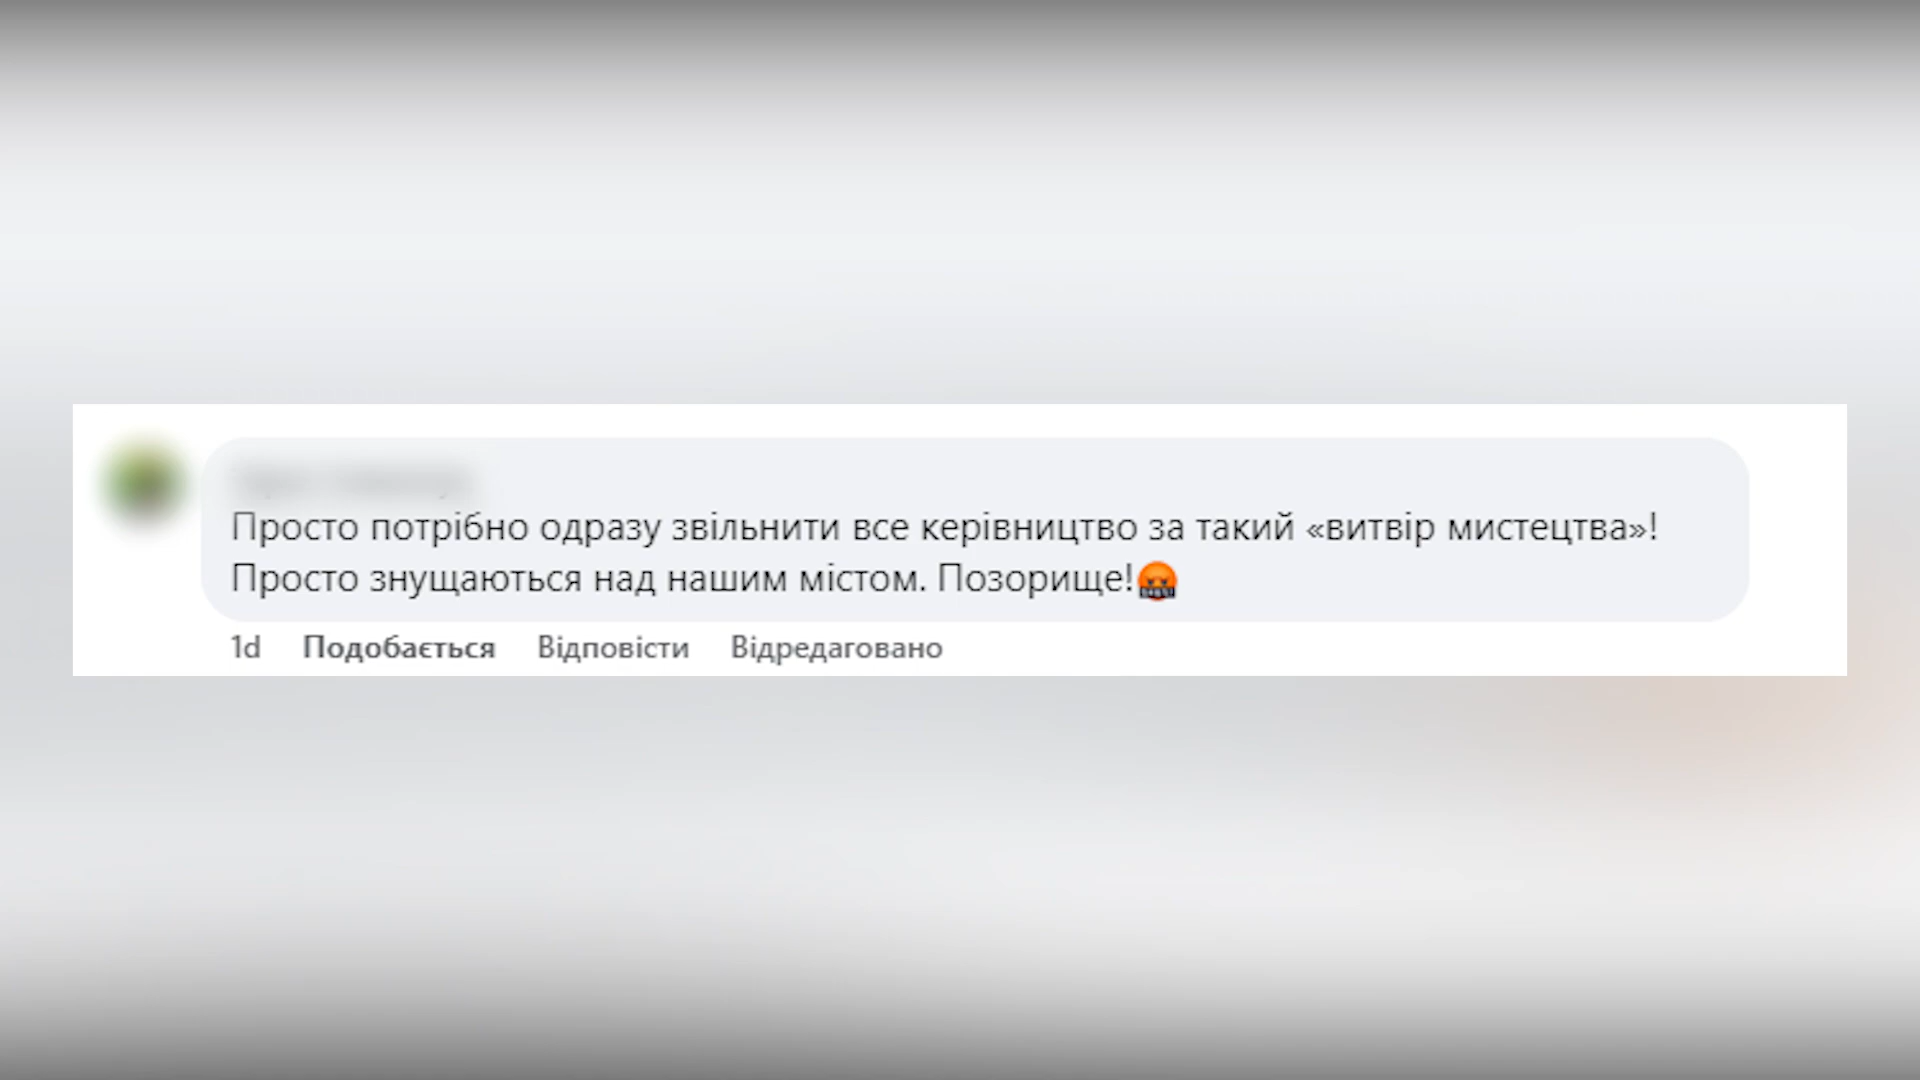 Просто потрібно одразу звільнити все керівництво за такий «витвір мистецтва»!
Просто знущаються над нашим містом. Позорище!🤬
1d Подобається Відповісти Відредаговано